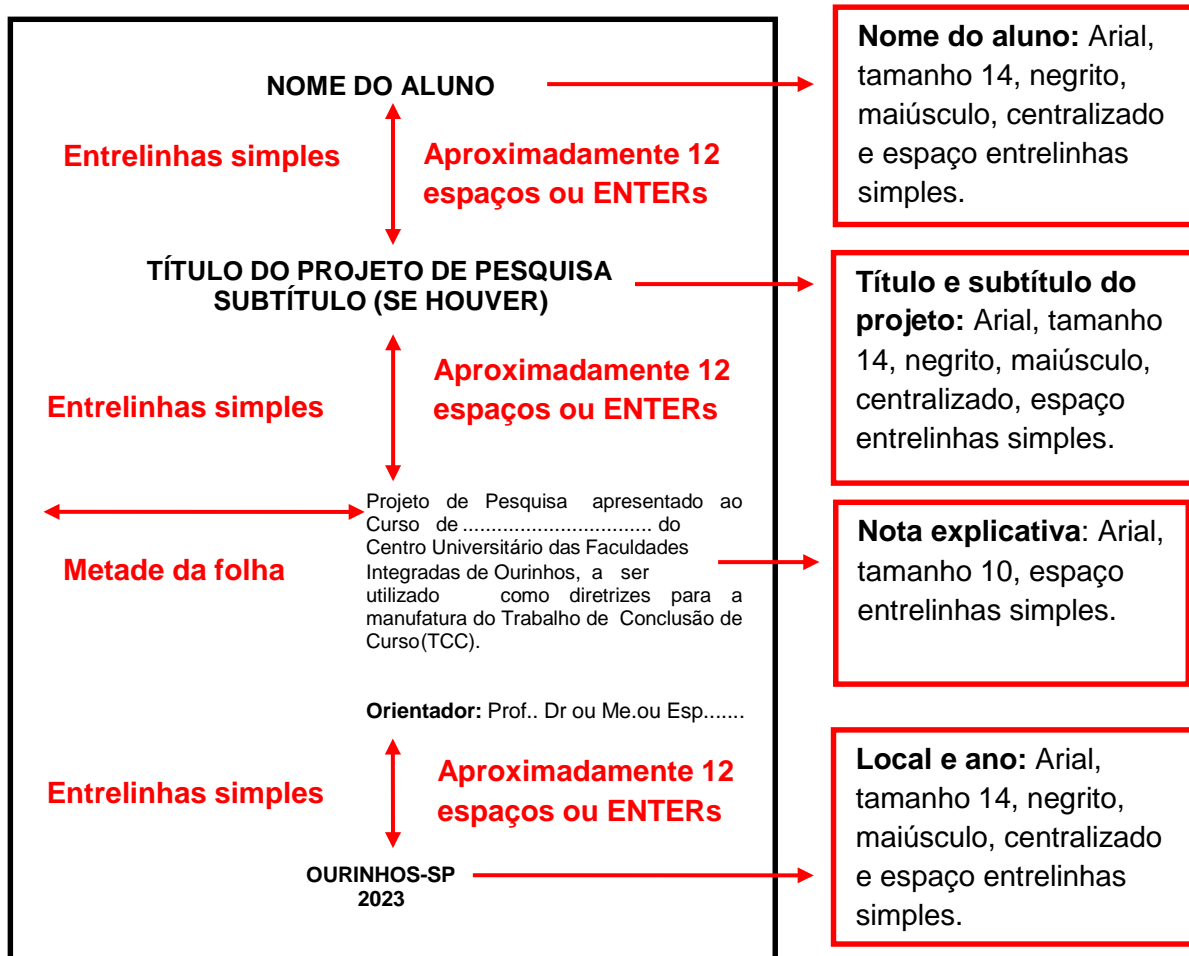 NOME DO ALUNO
Nome do aluno: Arial,
tamanho 14, negrito,
maiúsculo, centralizado
e espaço entrelinhas
simples.
Entrelinhas simples
Aproximadamente 12
espaços ou ENTERs
TÍTULO DO PROJETO DE PESQUISA
SUBTÍTULO (SE HOUVER)
Título e subtítulo do
projeto: Arial, tamanho
14, negrito, maiúsculo,
centralizado, espaço
entrelinhas simples.
Entrelinhas simples
Aproximadamente 12
espaços ou ENTERs
Metade da folha
Projeto de Pesquisa apresentado ao
Curso de ................................. do
Centro Universitário das Faculdades
Integradas de Ourinhos, a ser
utilizado como diretrizes para a
manufatura do Trabalho de Conclusão de
Curso(TCC).
Nota explicativa: Arial,
tamanho 10, espaço
entrelinhas simples.
Orientador: Prof.. Dr ou Me.ou Esp.......
Entrelinhas simples
Aproximadamente 12
espaços ou ENTERs
OURINHOS-SP
2023
Local e ano: Arial,
tamanho 14, negrito,
maiúsculo, centralizado
e espaço entrelinhas
simples.